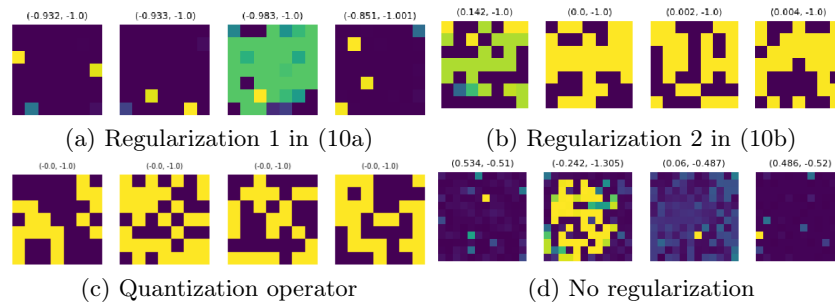 (-0.932, -1.0) (-0.933, -1.0) (-0.983, -1.0) (-0.851, -1.001)
(0.142, -1.0) (0.0, -1.0) (0.002, -1.0) (0.004, -1.0)
(a) Regularization 1 in (10a)
(b) Regularization 2 in (10b)
(-0.0, -1.0) (-0.0, -1.0) (-0.0, -1.0) (-0.0, -1.0)
(0.534, -0.51) (-0.242, -1.305) (0.06, -0.487) (0.486, -0.52)
(c) Quantization operator
(d) No regularization